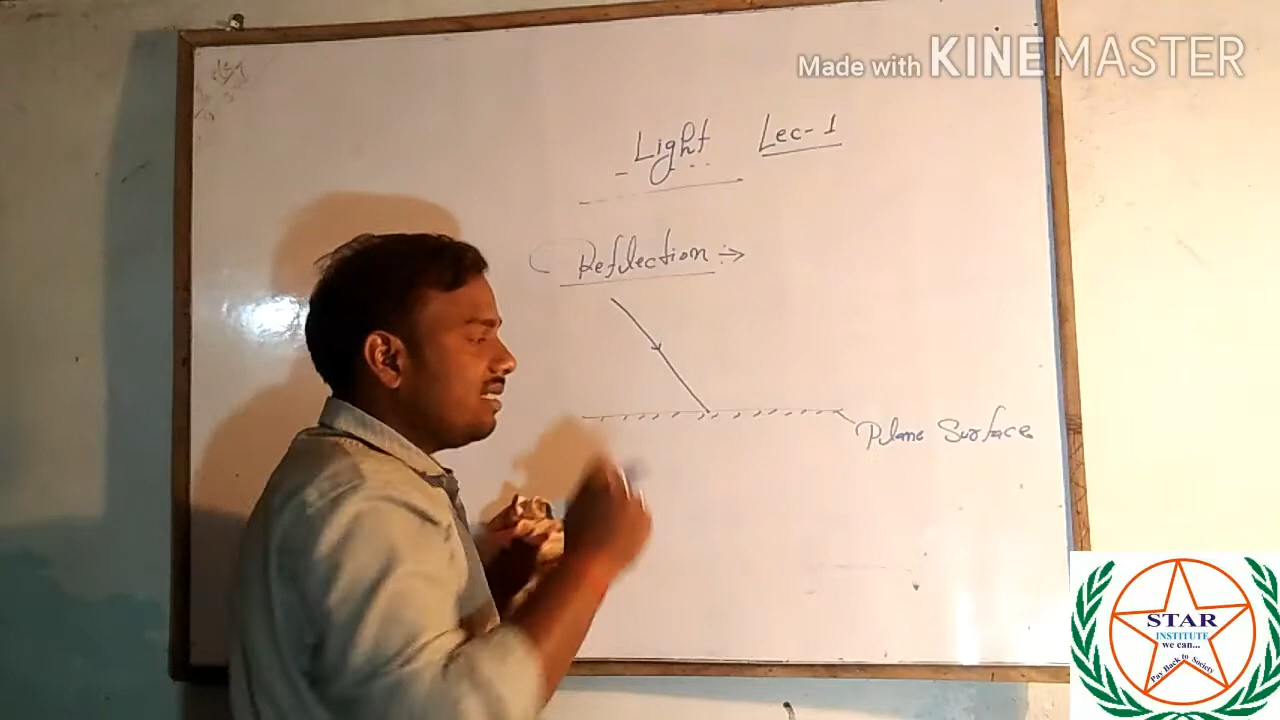 Made with KINEMASTER
Light Lec-1
Reflection
Plane Surface
STAR
INSTITUTE
we can...
Pay Back to Society